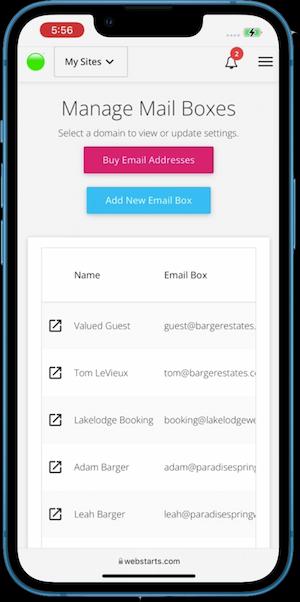 5:56
My Sites
2
Manage Mail Boxes
Select a domain to view or update settings.
Buy Email Addresses
Add New Email Box
Name Email Box
Valued Guest guest@bargerestates.
Tom LeVieux tom@bargerestates.c
Lakelodge Booking booking@lakelodgewe
Adam Barger adam@paradisespring
Leah Barger leah@paradisespring
webstarts.com